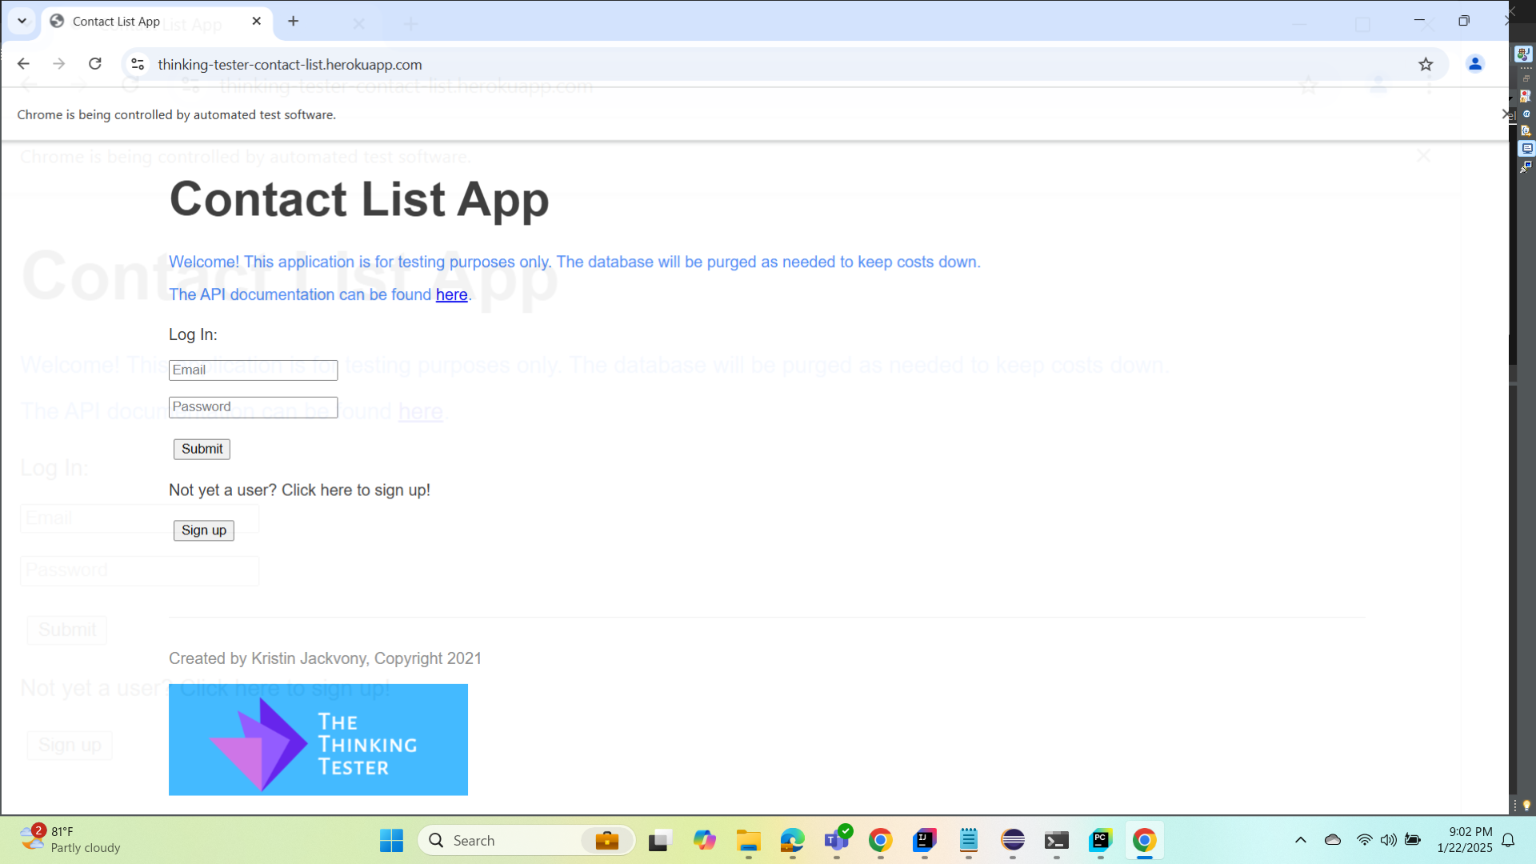 Contact List App
thinking-tester-contact-list.herokuapp.com
Chrome is being controlled by automated test software.
Contact List App
Welcome! This application is for testing purposes only. The database will be purged as needed to keep costs down.
The API documentation can be found here.
Log In:
Email
Password
Submit
Not yet a user? Click here to sign up!
Sign up
Created by Kristin Jackvony, Copyright 2021
THE
THINKING
TESTER
2
81°F
Partly cloudy
Search
9:02 PM
1/22/2025